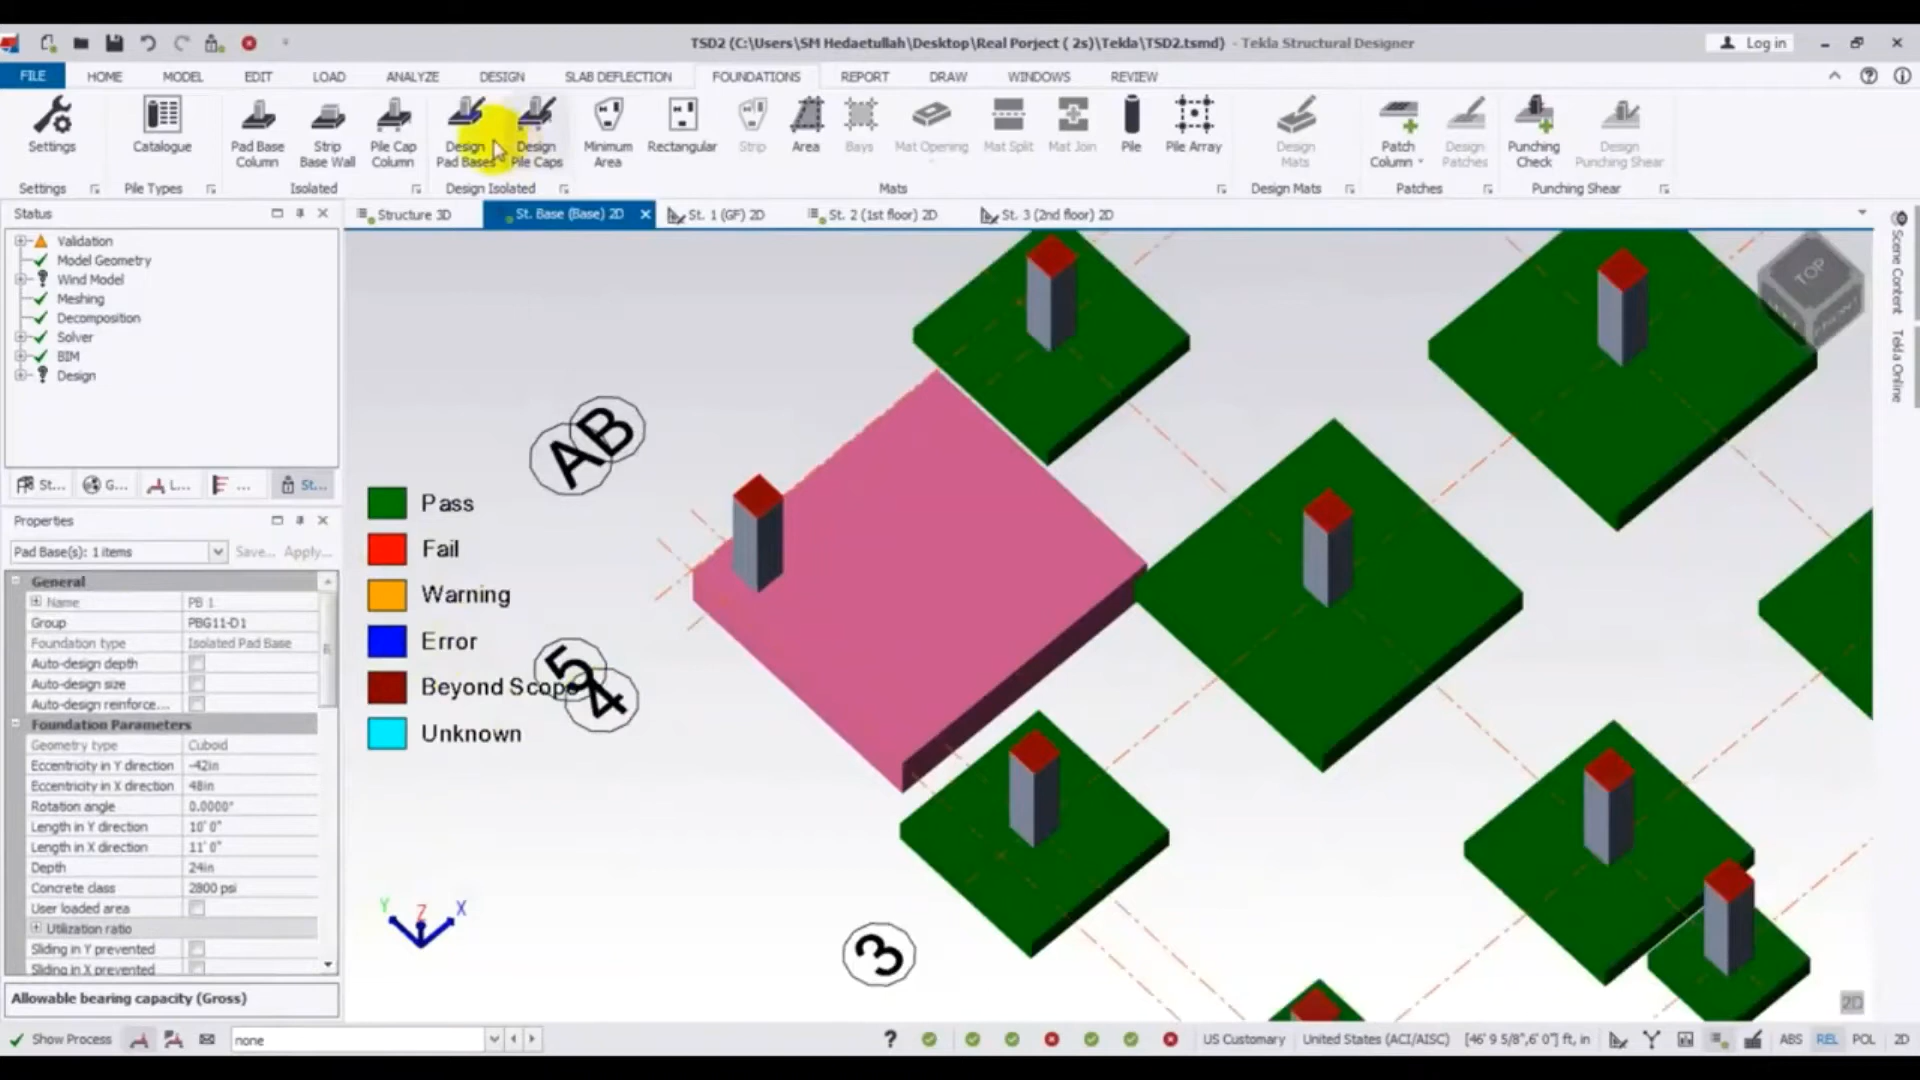 TSD2 (C:\Users\SM Hedaetullah\Desktop\Real Porject ( 2s)\Tekla\TSD2.tsmd) - Tekla Structural Designer
Log in
FILE HOME MODEL EDIT LOAD ANALYZE DESIGN SLAB DEFLECTION FOUNDATIONS REPORT DRAW WINDOWS REVIEW
Settings
Catalogue
Pad Base
Column
Strip
Base Wall
Pile Cap
Column
Design
Pad Bases
Design
Pile Caps
Minimum
Area
Rectangular
Strip
Area
Bays
Mat Opening
Mat Split
Mat Join
Pile
Pile Array
Design
Mats
Patch
Column
Design
Patches
Punching
Check
Design
Punching Shear
Settings Pile Types Isolated Design Isolated Mats Design Mats Patches Punching Shear
Status
Structure 3D St. Base (Base) 2D St. 1 (GF) 2D St. 2 (1st floor) 2D St. 3 (2nd floor) 2D
Validation
Model Geometry
Wind Model
Meshing
Decomposition
Solver
BIM
Design
St... G... L... ... St...
Properties
Pad Base(s): 1 items Save... Apply...
General
Name PB 1
Group PBG11-D1
Foundation type Isolated Pad Base
Auto-design depth
Auto-design size
Auto-design reinforce...
Foundation Parameters
Geometry type Cuboid
Eccentricity in Y direction -42in
Eccentricity in X direction 48in
Rotation angle 0.0000°
Length in Y direction 10' 0"
Length in X direction 11' 0"
Depth 24in
Concrete class 2800 psi
User loaded area
Utilization ratio
Sliding in Y prevented
Sliding in X prevented
Allowable bearing capacity (Gross)
A B
Pass
Fail
Warning
Error
Beyond Scope
Unknown
5
4
3
Y Z X
TOP
Scene Content
Tekla Online
2D
Show Process none ? US Customary United States (ACI/AISC) [46' 9 5/8",6' 0"] ft, in ABS REL POL 2D